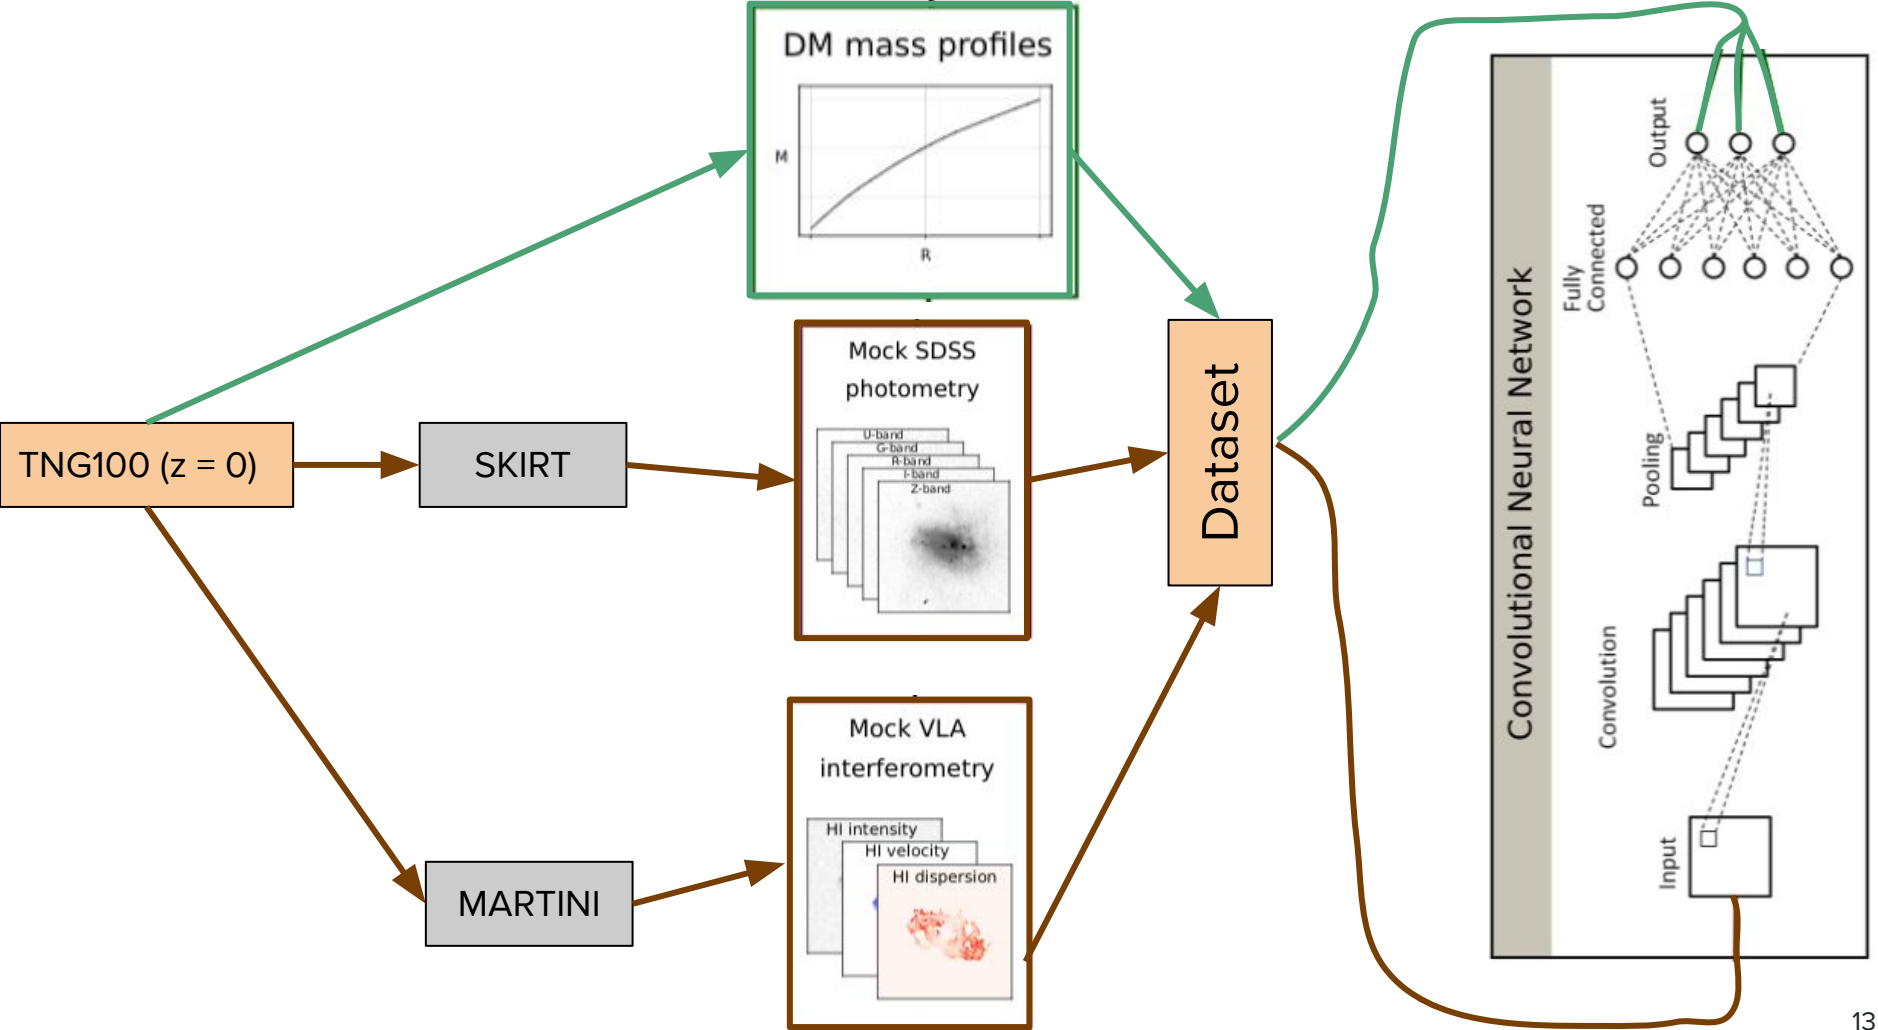 DM mass profiles
M
R
TNG100 (z = 0)
SKIRT
Mock SDSS
photometry
U-band
G-band
R-band
I-band
Z-band
MARTINI
Mock VLA
interferometry
HI intensity
HI velocity
HI dispersion
Dataset
Convolutional Neural Network
Output
Fully
Connected
Pooling
Convolution
Input
13